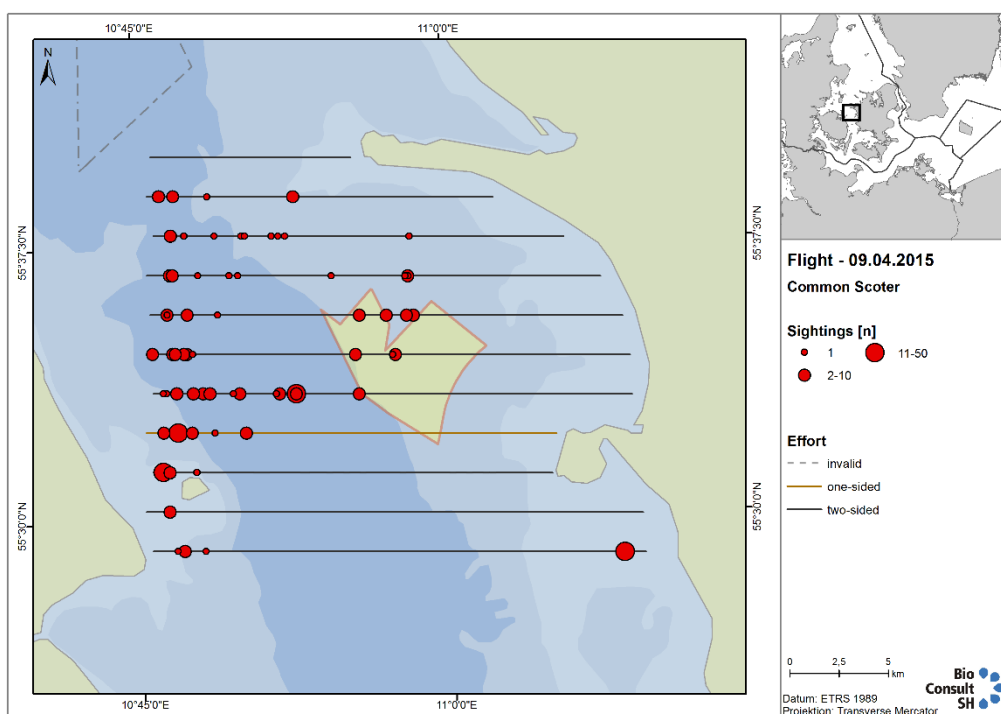 10°45'0"E
11°0'0"E
N
55°37'30"N
55°37'30"N
55°30'0"N
55°30'0"N
10°45'0"E
11°0'0"E
Flight - 09.04.2015
Common Scoter
Sightings [n]
1
11-50
2-10
Effort
invalid
one-sided
two-sided
0 2,5 5
km
Datum: ETRS 1989
Projektion: Transverse Mercator
Bio
Consult
SH